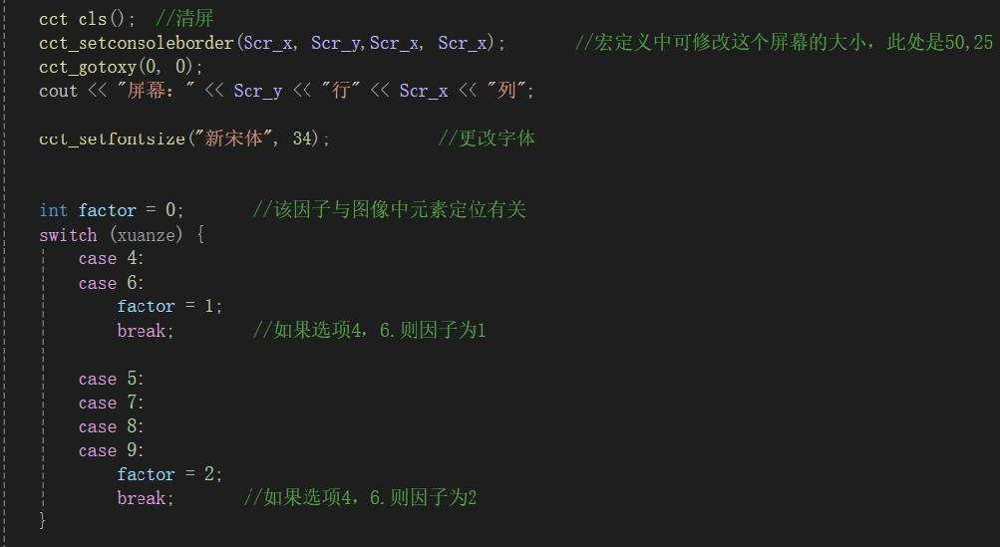 cct_cls();  //清屏
cct_setconsoleborder(Scr_x, Scr_y,Scr_x, Scr_x);       //宏定义中可修改这个屏幕的大小，此处是50,25
cct_gotoxy(0, 0);
cout << "屏幕：" << Scr_y << "行" << Scr_x << "列";
cct_setfontsize("新宋体", 34);           //更改字体
int factor = 0;       //该因子与图像中元素定位有关
switch (xuanze) {
    case 4:
    case 6:
        factor = 1;
        break;        //如果选项4，6.则因子为1
    case 5:
    case 7:
    case 8:
    case 9:
        factor = 2;
        break;       //如果选项4，6.则因子为2
}